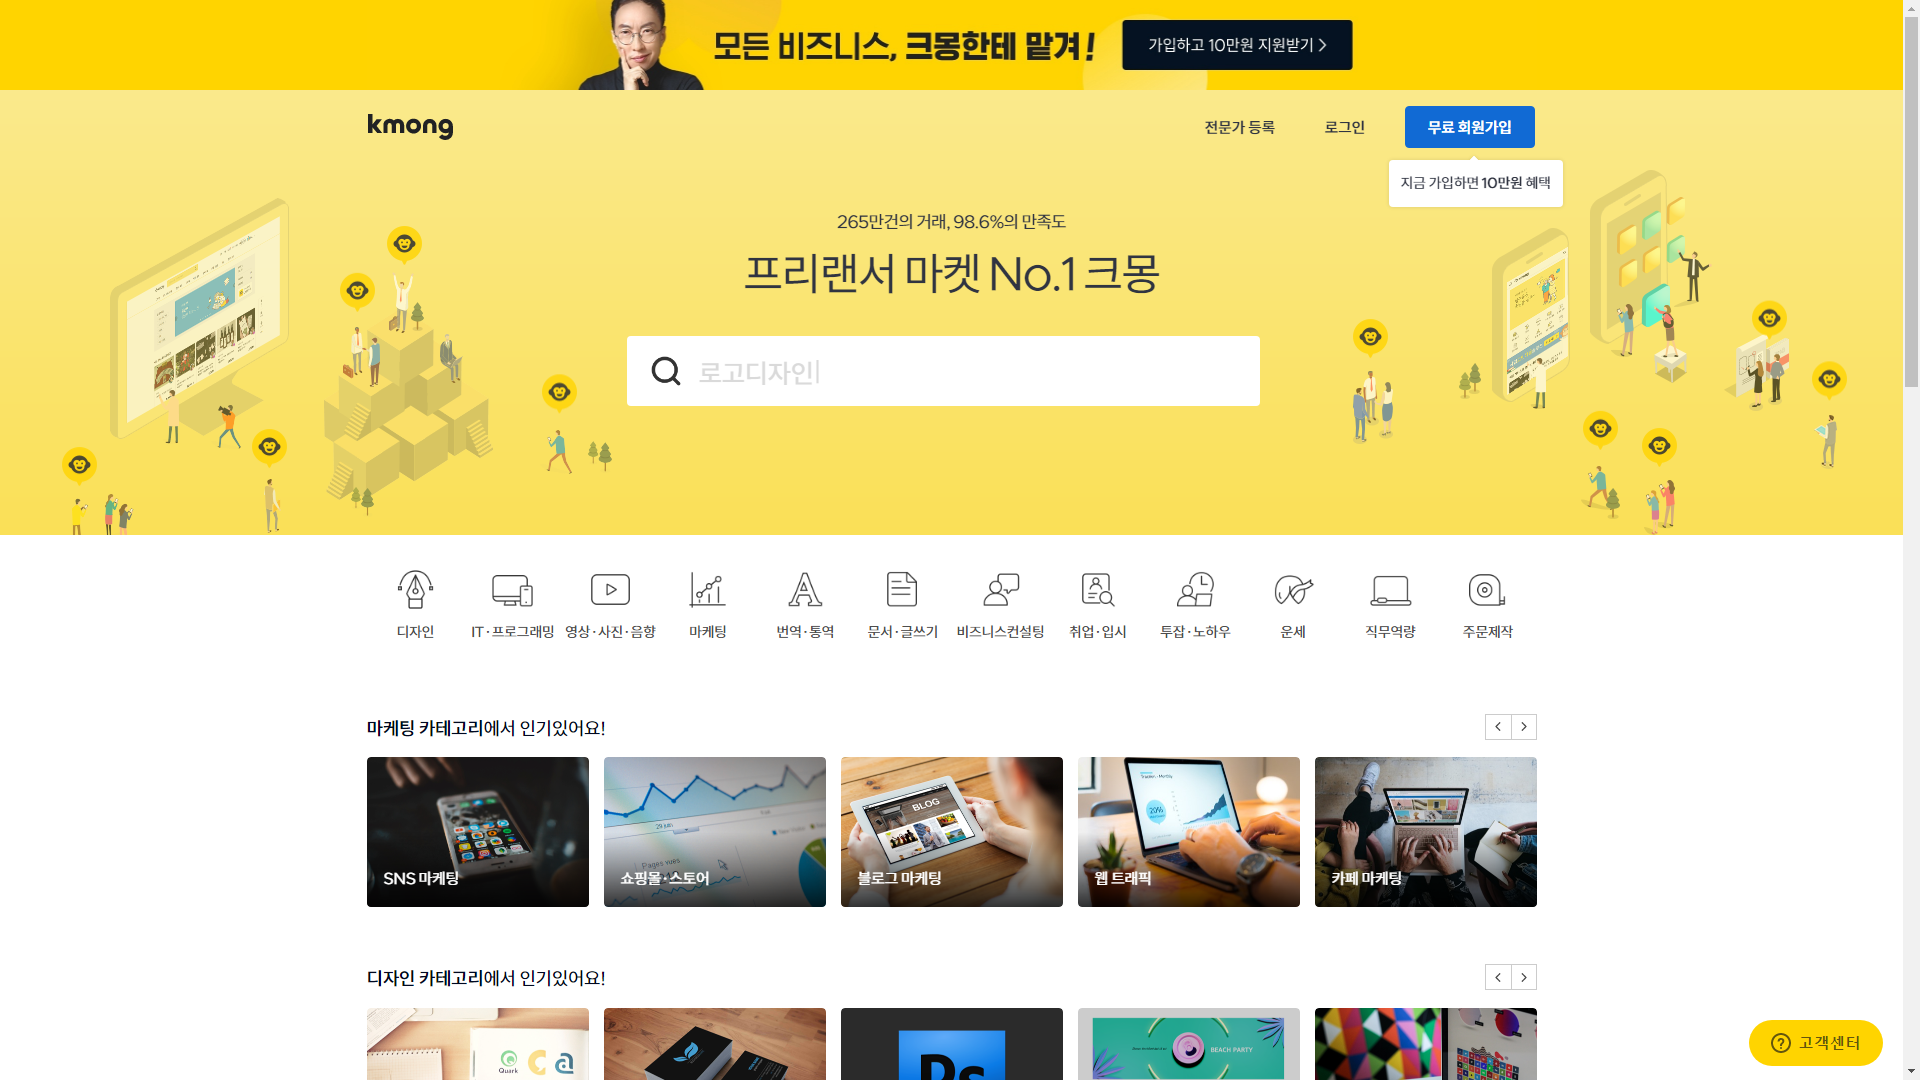 모든 비즈니스, 크몽한테 맡겨!
가입하고 10만원 지원받기 >
kmong
전문가 등록
로그인
무료 회원가입
지금 가입하면 10만원 혜택
265만건의 거래, 98.6%의 만족도
프리랜서 마켓 No.1 크몽
로고디자인|
디자인
IT·프로그래밍
영상·사진·음향
마케팅
번역·통역
문서·글쓰기
비즈니스컨설팅
취업·입시
투잡·노하우
운세
직무역량
주문제작
마케팅 카테고리에서 인기있어요!
BLOG
29 juin
Pages vues
20%
SNS 마케팅
쇼핑몰·스토어
블로그 마케팅
웹 트래픽
카페 마케팅
디자인 카테고리에서 인기있어요!
Quark
Ps
BEACH PARTY
고객센터